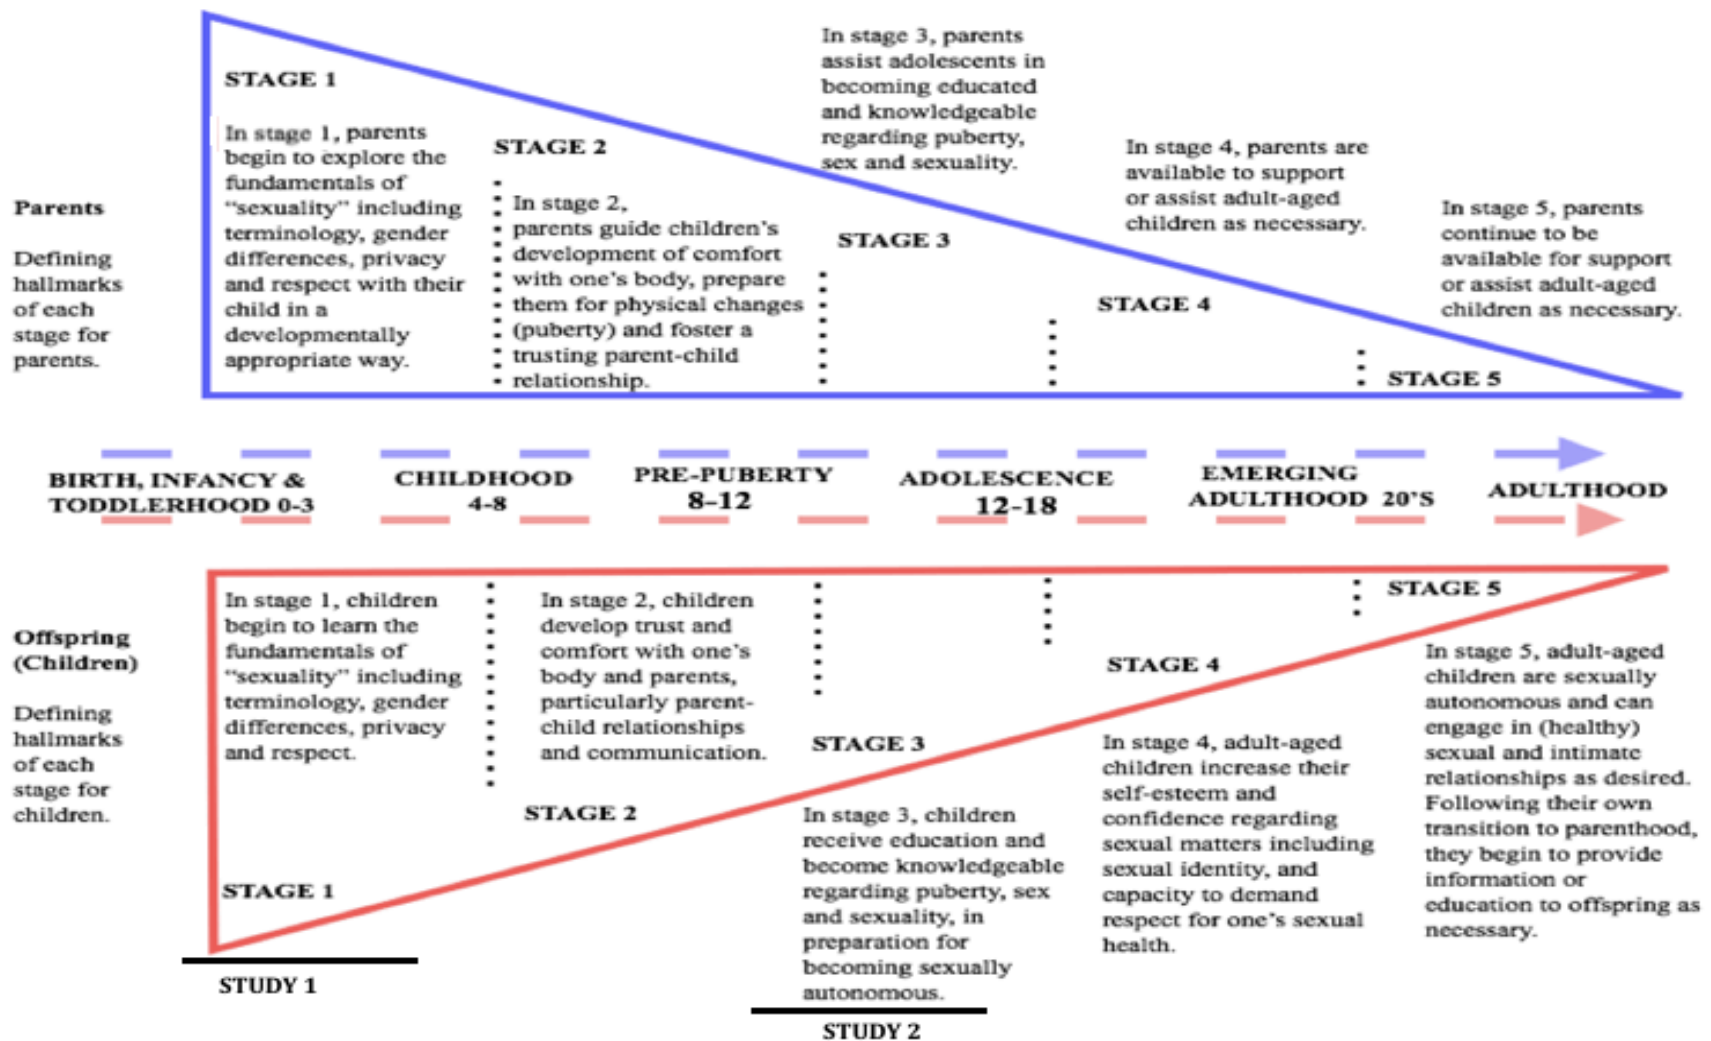 STAGE 1
In stage 1, parents
begin to explore the
fundamentals of
“sexuality” including
terminology, gender
differences, privacy
and respect with their
child in a
developmentally
appropriate way.
STAGE 2
In stage 2,
parents guide children’s
development of comfort
with one’s body, prepare
them for physical changes
(puberty) and foster a
trusting parent-child
relationship.
In stage 3, parents
assist adolescents in
becoming educated
and knowledgeable
regarding puberty,
sex and sexuality.
STAGE 3
In stage 4, parents are
available to support
or assist adult-aged
children as necessary.
STAGE 4
In stage 5, parents
continue to be
available for support
or assist adult-aged
children as necessary.
STAGE 5
Parents
Defining
hallmarks
of each
stage for
parents.
BIRTH, INFANCY &
TODDLERHOOD 0-3
CHILDHOOD
4-8
PRE-PUBERTY
8-12
ADOLESCENCE
12-18
EMERGING
ADULTHOOD 20’S
ADULTHOOD
Offspring
(Children)
Defining
hallmarks
of each
stage for
children.
In stage 1, children
begin to learn the
fundamentals of
“sexuality” including
terminology, gender
differences, privacy
and respect.
STAGE 1
In stage 2, children
develop trust and
comfort with one’s
body and parents,
particularly parent-
child relationships
and communication.
STAGE 2
STAGE 3
In stage 3, children
receive education and
become knowledgeable
regarding puberty, sex
and sexuality, in
preparation for
becoming sexually
autonomous.
STAGE 4
In stage 4, adult-aged
children increase their
self-esteem and
confidence regarding
sexual matters including
sexual identity, and
capacity to demand
respect for one’s sexual
health.
STAGE 5
In stage 5, adult-aged
children are sexually
autonomous and can
engage in (healthy)
sexual and intimate
relationships as desired.
Following their own
transition to parenthood,
they begin to provide
information or
education to offspring as
necessary.
STUDY 1
STUDY 2